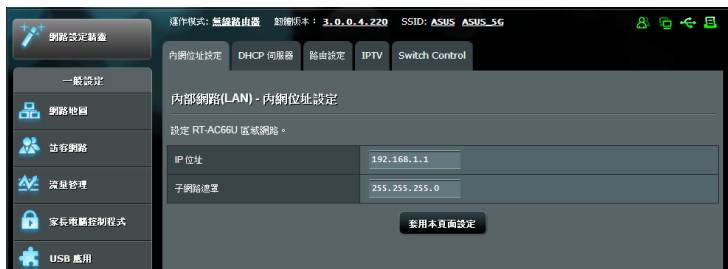 運作模式: 無線路由器 韌體版本: 3.0.0.4.220 SSID: ASUS ASUS_5G
網路設定精靈
內網位址設定 DHCP 伺服器 路由設定 IPTV Switch Control
一般設定
網路地圖
訪客網路
流量管理
家長電腦控制程式
USB 應用
內部網路(LAN) - 內網位址設定
設定 RT-AC66U 區域網路。
IP 位址 192.168.1.1
子網路遮罩 255.255.255.0
套用本頁面設定